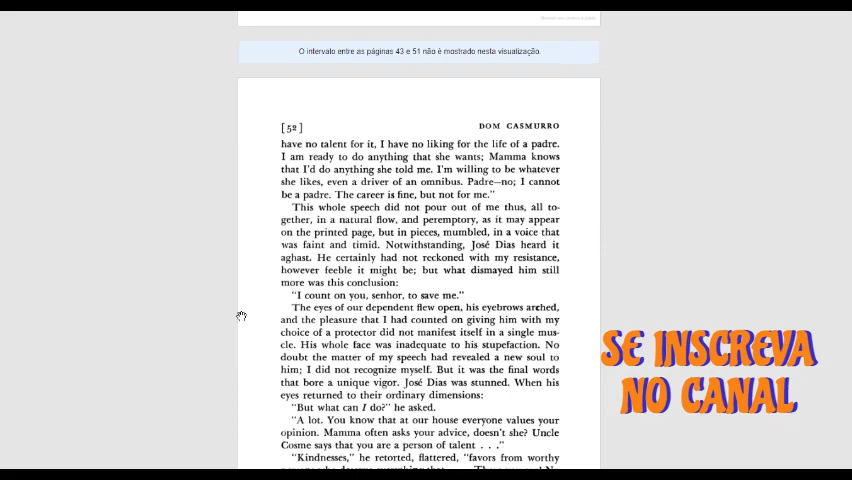 O intervalo entre as páginas 43 e 51 não é mostrado nesta visualização.
[52] DOM CASMURRO
have no talent for it, I have no liking for the life of a padre.
I am ready to do anything that she wants; Mamma knows
that I'd do anything she told me. I'm willing to be whatever
she likes, even a driver of an omnibus. Padre—no; I cannot
be a padre. The career is fine, but not for me."
This whole speech did not pour out of me thus, all to-
gether, in a natural flow, and peremptory, as it may appear
on the printed page, but in pieces, mumbled, in a voice that
was faint and timid. Notwithstanding, José Dias heard it
aghast. He certainly had not reckoned with my resistance,
however feeble it might be; but what dismayed him still
more was this conclusion:
"I count on you, senhor, to save me."
The eyes of our dependent flew open, his eyebrows arched,
and the pleasure that I had counted on giving him with my
choice of a protector did not manifest itself in a single mus-
cle. His whole face was inadequate to his stupefaction. No
doubt the matter of my speech had revealed a new soul to
him; I did not recognize myself. But it was the final words
that bore a unique vigor. José Dias was stunned. When his
eyes returned to their ordinary dimensions:
"But what can I do?" he asked.
"A lot. You know that at our house everyone values your
opinion. Mamma often asks your advice, doesn't she? Uncle
Cosme says that you are a person of talent . . ."
"Kindnesses," he retorted, flattered, "favors from worthy
SE INSCREVA
NO CANAL